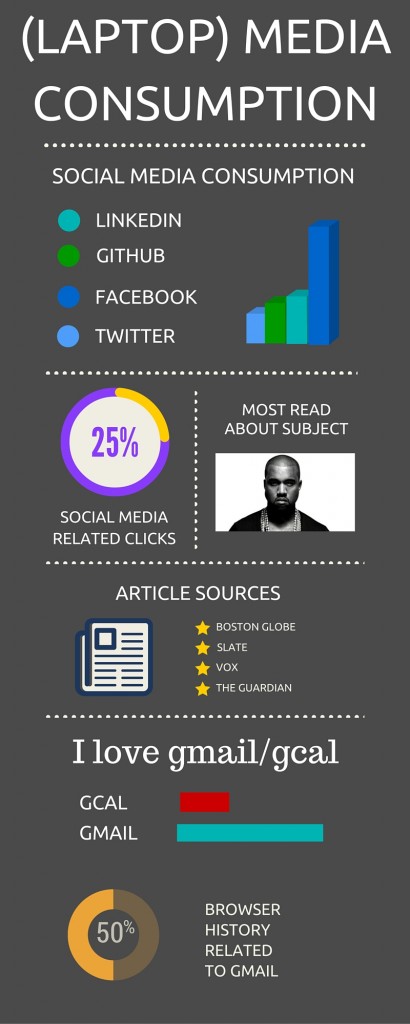 (LAPTOP) MEDIA
CONSUMPTION
SOCIAL MEDIA CONSUMPTION
LINKEDIN
GITHUB
FACEBOOK
TWITTER
25%
SOCIAL MEDIA
RELATED CLICKS
MOST READ
ABOUT SUBJECT
ARTICLE SOURCES
BOSTON GLOBE
SLATE
VOX
THE GUARDIAN
I love gmail/gcal
GCAL
GMAIL
50%
BROWSER
HISTORY
RELATED
TO GMAIL